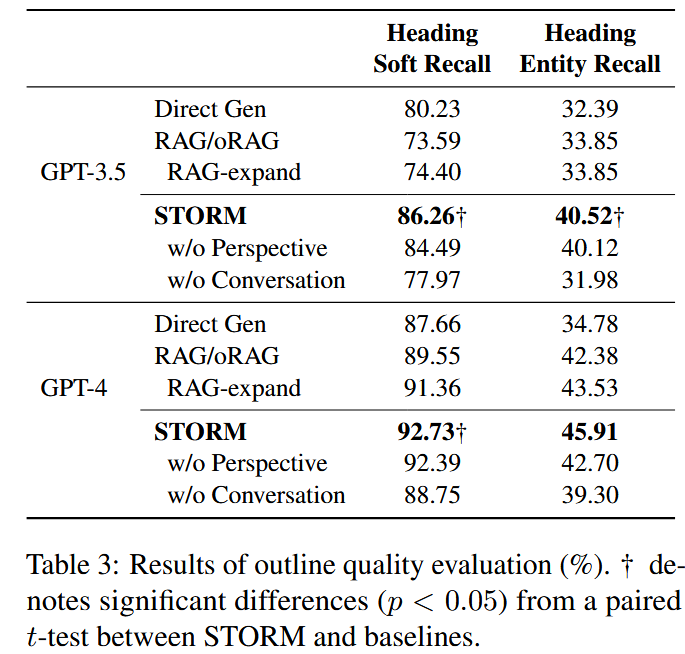 Heading Heading
Soft Recall Entity Recall
Direct Gen 80.23 32.39
RAG/oRAG 73.59 33.85
GPT-3.5 RAG-expand 74.40 33.85
STORM 86.26† 40.52†
w/o Perspective 84.49 40.12
w/o Conversation 77.97 31.98
Direct Gen 87.66 34.78
RAG/oRAG 89.55 42.38
GPT-4 RAG-expand 91.36 43.53
STORM 92.73† 45.91
w/o Perspective 92.39 42.70
w/o Conversation 88.75 39.30
Table 3: Results of outline quality evaluation (%). † de-
notes significant differences (p < 0.05) from a paired
t-test between STORM and baselines.